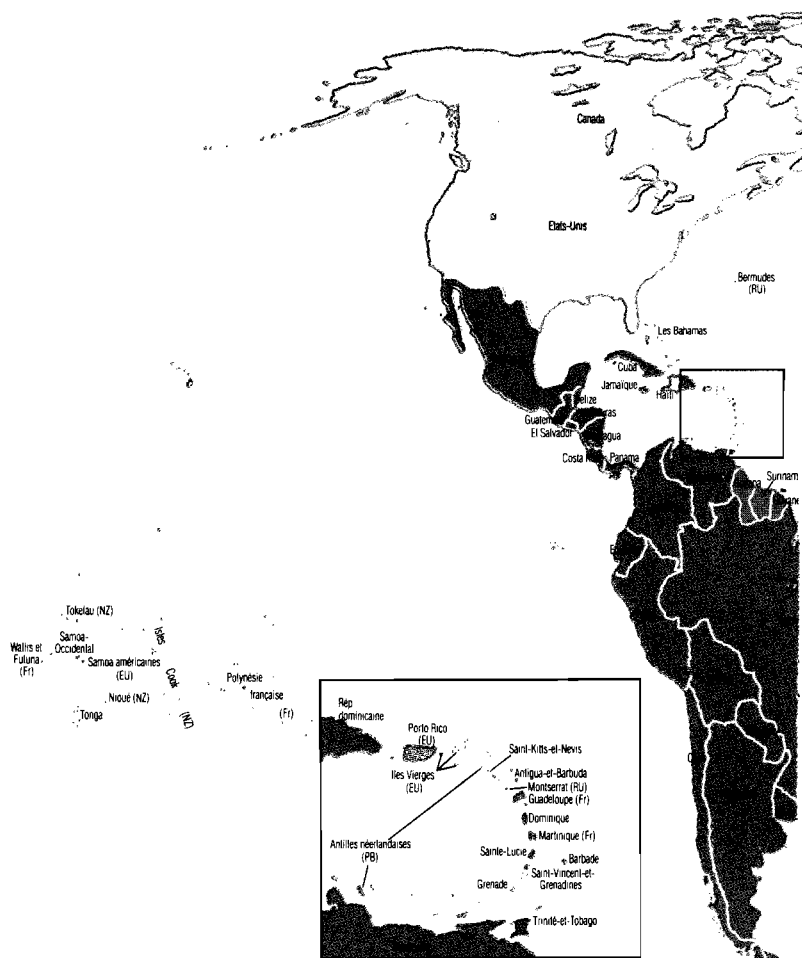 Canada
Etats-Unis
Bermudes
(RU)
Les Bahamas
Cuba
Jamaïque
Haïti
Belize
El Salvador
Panama
Surinam
Tokelau (NZ)
Samoa-
Occidental
Wallis et
Futuna
(Fr)
Samoa américaines
(EU)
Nioué (NZ)
Tonga
Isles
Cook
(NZ)
Polynésie
française
(Fr)
Rép
dominicaine
Porto Rico
(EU)
Iles Vierges
(EU)
Saint-Kitts-et-Nevis
Antigua-et-Barbuda
Montserrat (RU)
Guadeloupe (Fr)
Dominique
Martinique (Fr)
Antilles néerlandaises
(PB)
Sainte-Lucie
Barbade
Saint-Vincent-et-
Grenadines
Grenade
Trinité-et-Tobago